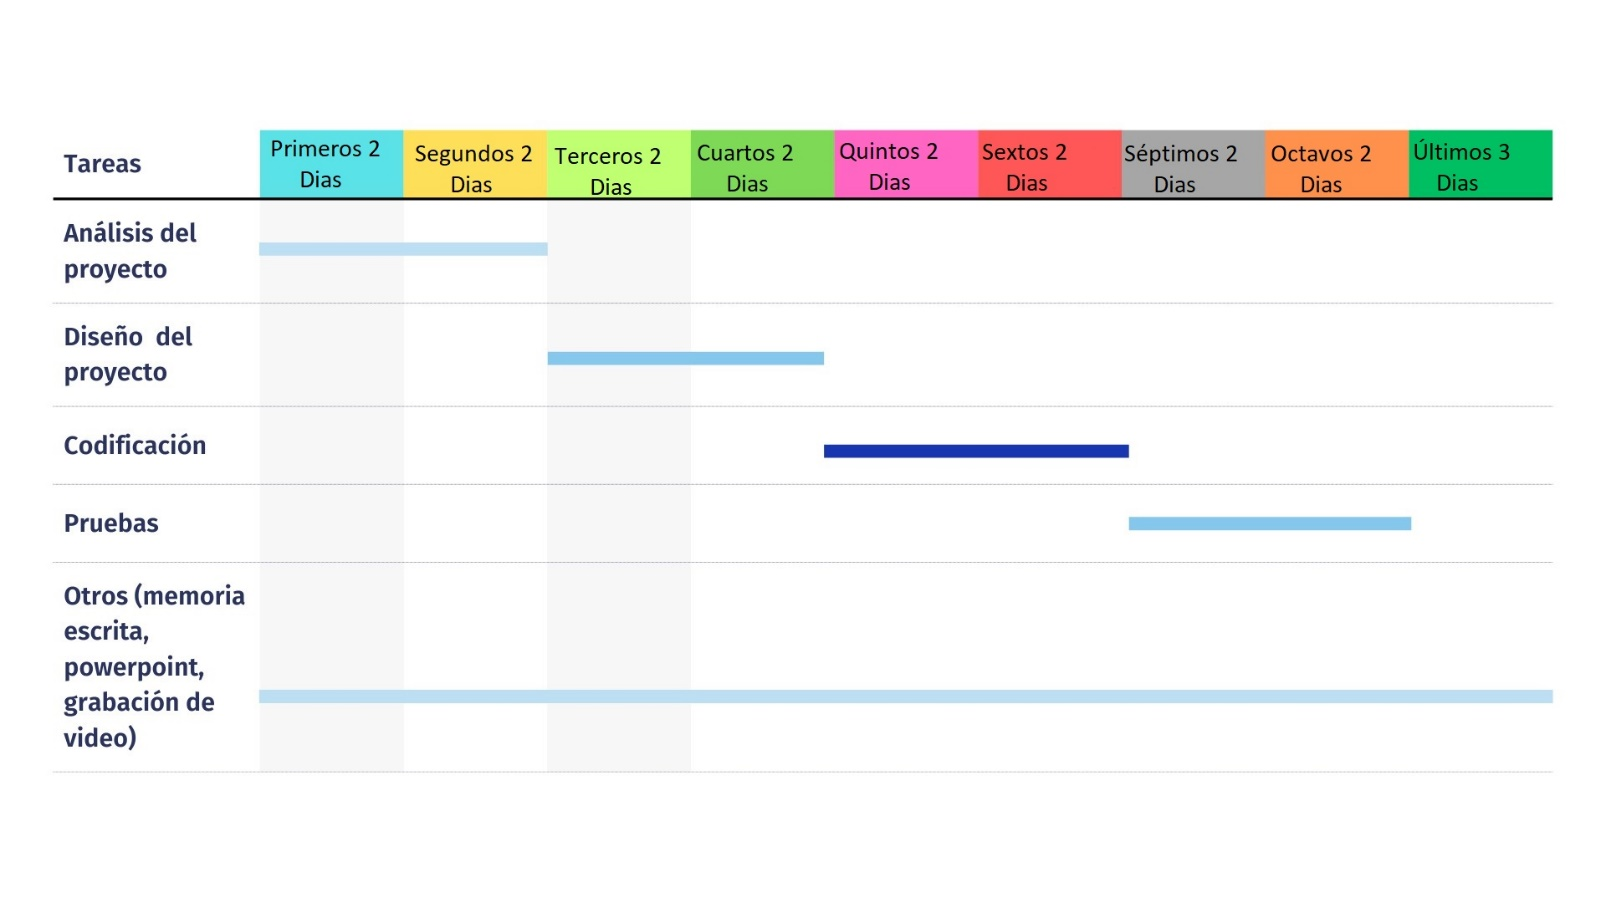 Tareas
Primeros 2
Dias
Segundos 2
Dias
Terceros 2
Dias
Cuartos 2
Dias
Quintos 2
Dias
Sextos 2
Dias
Séptimos 2
Dias
Octavos 2
Dias
Últimos 3
Dias
Análisis del
proyecto
Diseño del
proyecto
Codificación
Pruebas
Otros (memoria
escrita,
powerpoint,
grabación de
video)